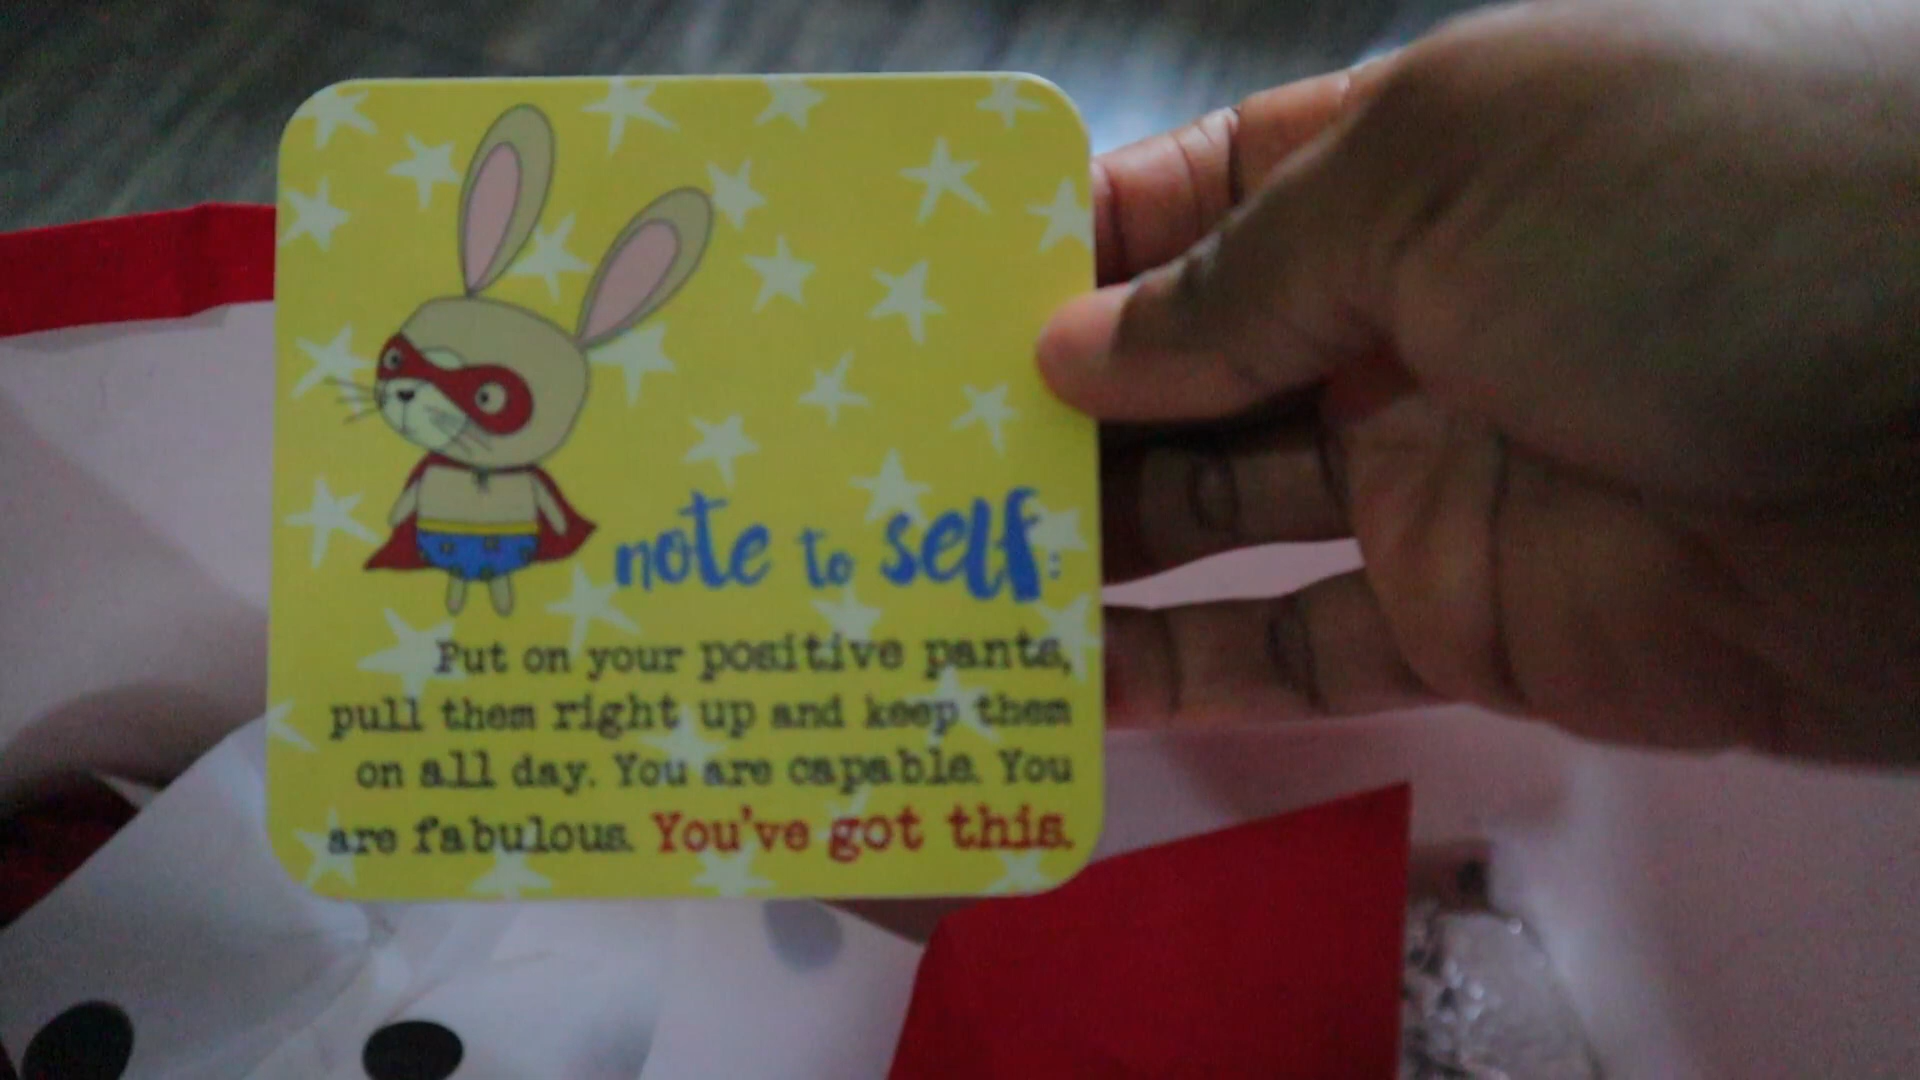 note to self:
Put on your positive pants,
pull them right up and keep them
on all day. You are capable. You
are fabulous. You've got this.